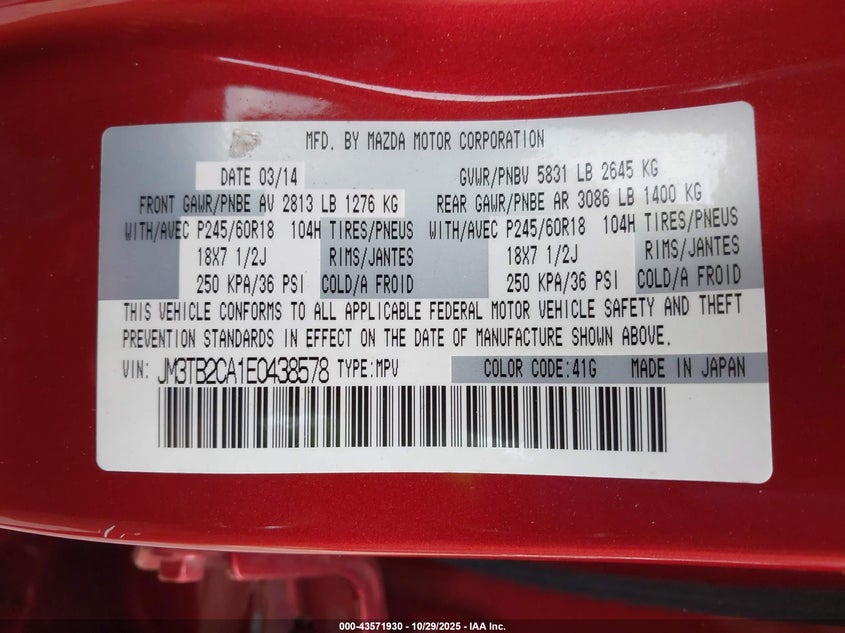 MFD. BY MAZDA MOTOR CORPORATION
DATE 03/14 GVWR/PNBV 5831 LB 2645 KG
FRONT GAWR/PNBE AV 2813 LB 1276 KG REAR GAWR/PNBE AR 3086 LB 1400 KG
WITH/AVEC P245/60R18 104H TIRES/PNEUS WITH/AVEC P245/60R18 104H TIRES/PNEUS
18X7 1/2J RIMS/JANTES 18X7 1/2J RIMS/JANTES
250 KPA/36 PSI COLD/A FROID 250 KPA/36 PSI COLD/A FROID
THIS VEHICLE CONFORMS TO ALL APPLICABLE FEDERAL MOTOR VEHICLE SAFETY AND THEFT
PREVENTION STANDARDS IN EFFECT ON THE DATE OF MANUFACTURE SHOWN ABOVE.
VIN: JM3TB2CA1E0438578 TYPE:MPV COLOR CODE:41G MADE IN JAPAN
000-43571930 - 10/29/2025 - IAA Inc.